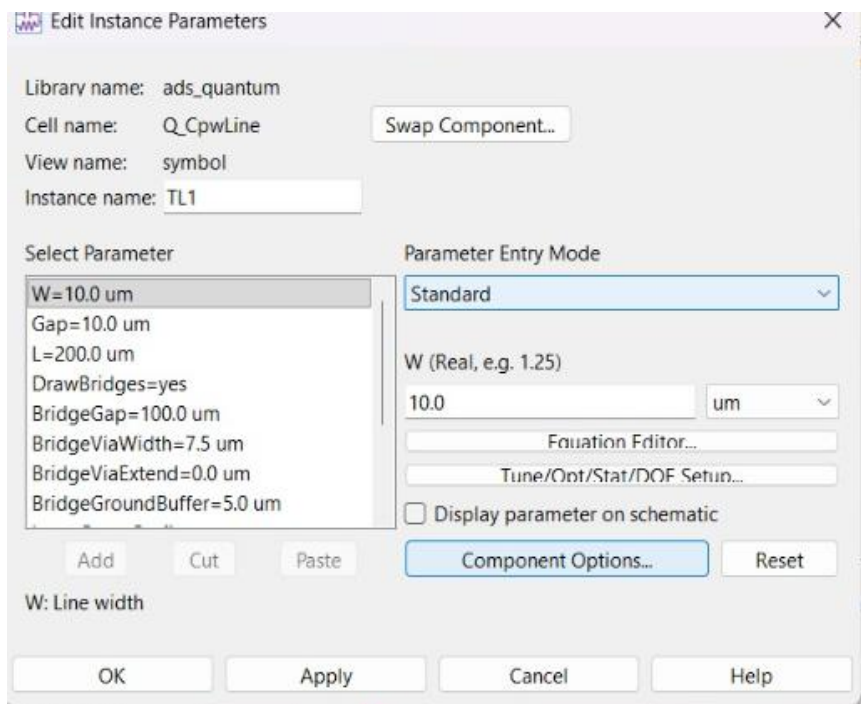 Edit Instance Parameters
Library name: ads_quantum
Cell name: Q_CpwLine Swap Component...
View name: symbol
Instance name: TL1
Select Parameter Parameter Entry Mode
W=10.0 um Standard
Gap=10.0 um
L=200.0 um
W (Real, e.g. 1.25)
DrawBridges=yes
10.0 um
BridgeGap=100.0 um
BridgeViaWidth=7.5 um Equation Editor...
BridgeViaExtend=0.0 um Tune/Opt/Stat/DOE Setup...
BridgeGroundBuffer=5.0 um
Display parameter on schematic
Add Cut Paste Component Options... Reset
W: Line width
OK Apply Cancel Help